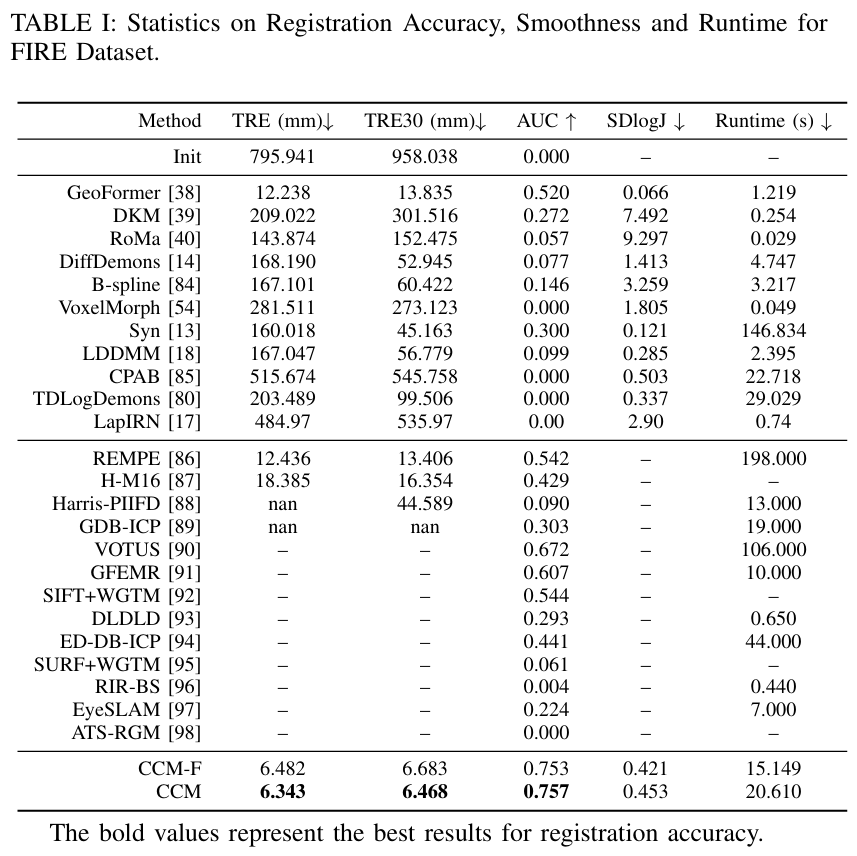 TABLE I: Statistics on Registration Accuracy, Smoothness and Runtime for
FIRE Dataset.
Method TRE (mm)↓ TRE30 (mm)↓ AUC ↑ SDlogJ ↓ Runtime (s) ↓
Init 795.941 958.038 0.000 – –
GeoFormer [38] 12.238 13.835 0.520 0.066 1.219
DKM [39] 209.022 301.516 0.272 7.492 0.254
RoMa [40] 143.874 152.475 0.057 9.297 0.029
DiffDemons [14] 168.190 52.945 0.077 1.413 4.747
B-spline [84] 167.101 60.422 0.146 3.259 3.217
VoxelMorph [54] 281.511 273.123 0.000 1.805 0.049
Syn [13] 160.018 45.163 0.300 0.121 146.834
LDDMM [18] 167.047 56.779 0.099 0.285 2.395
CPAB [85] 515.674 545.758 0.000 0.503 22.718
TDLogDemons [80] 203.489 99.506 0.000 0.337 29.029
LapIRN [17] 484.97 535.97 0.00 2.90 0.74
REMPE [86] 12.436 13.406 0.542 – 198.000
H-M16 [87] 18.385 16.354 0.429 – –
Harris-PIIFD [88] nan 44.589 0.090 – 13.000
GDB-ICP [89] nan nan 0.303 – 19.000
VOTUS [90] – – 0.672 – 106.000
GFEMR [91] – – 0.607 – 10.000
SIFT+WGTM [92] – – 0.544 – –
DLDLD [93] – – 0.293 – 0.650
ED-DB-ICP [94] – – 0.441 – 44.000
SURF+WGTM [95] – – 0.061 – –
RIR-BS [96] – – 0.004 – 0.440
EyeSLAM [97] – – 0.224 – 7.000
ATS-RGM [98] – – 0.000 – –
CCM-F 6.482 6.683 0.753 0.421 15.149
CCM 6.343 6.468 0.757 0.453 20.610
The bold values represent the best results for registration accuracy.